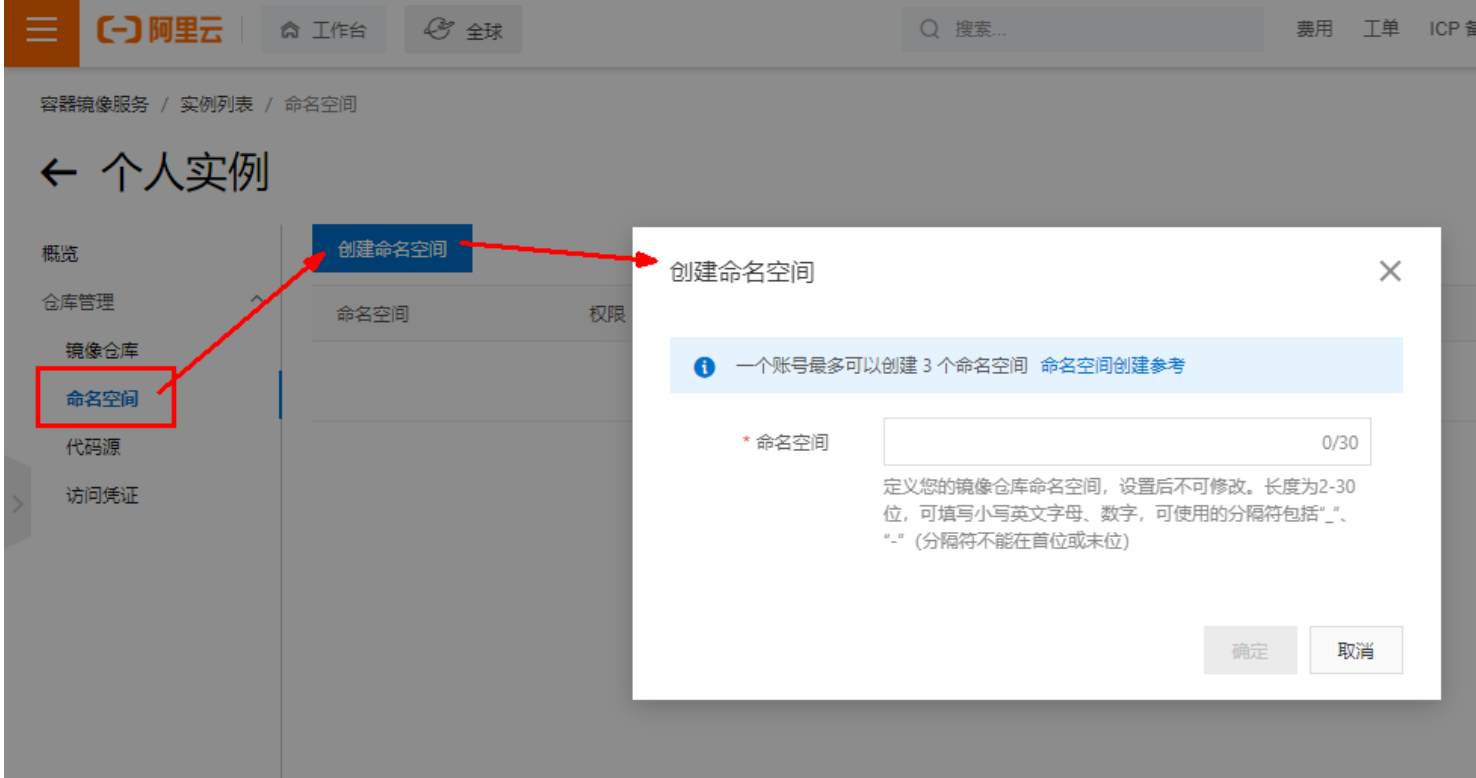 阿里云 工作台 全球 搜索... 费用 工单 ICP
容器镜像服务 / 实例列表 / 命名空间
← 个人实例
概览
仓库管理
镜像仓库
命名空间
代码源
访问凭证
创建命名空间
命名空间 权限
创建命名空间
一个账号最多可以创建 3 个命名空间 命名空间创建参考
* 命名空间 0/30
定义您的镜像仓库命名空间，设置后不可修改。长度为2-30
位，可填写小写英文字母、数字，可使用的分隔符包括“_”、
“-”（分隔符不能在首位或末位）
确定 取消